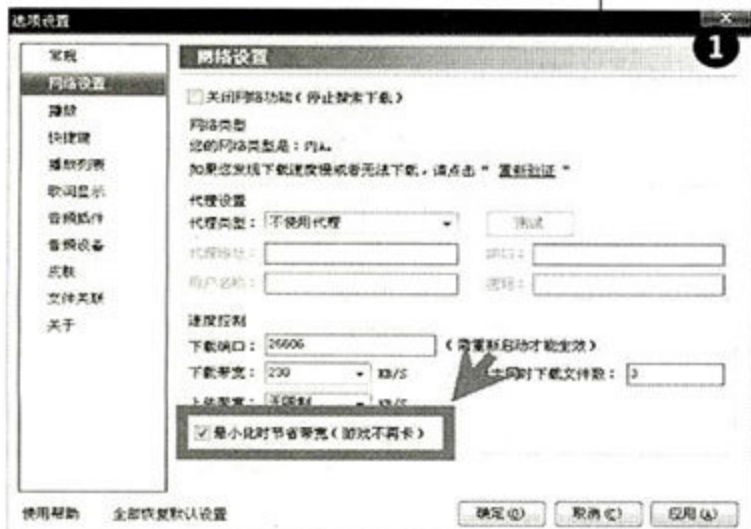 选项设置
1
常规
网络设置
播放
快捷键
播放列表
歌词显示
音频插件
音频设备
皮肤
文件关联
关于
网络设置
关闭网络功能(停止搜索下载)
网络类型
您的网络类型是:内A。
如果您发现下载速度慢或者无法下载,请点击"重新验证"
代理设置
代理类型: 不使用代理 测试
代理地址: 端口:
用户名称: 密码:
速度控制
下载端口: 26606 (需重新启动才能生效)
下载带宽: 230 KB/S 同时下载文件数: 3
上传带宽: 无限制 KB/S
最小化时节省带宽(游戏不再卡)
使用帮助 全部恢复默认设置 确定(O) 取消(C) 应用(A)